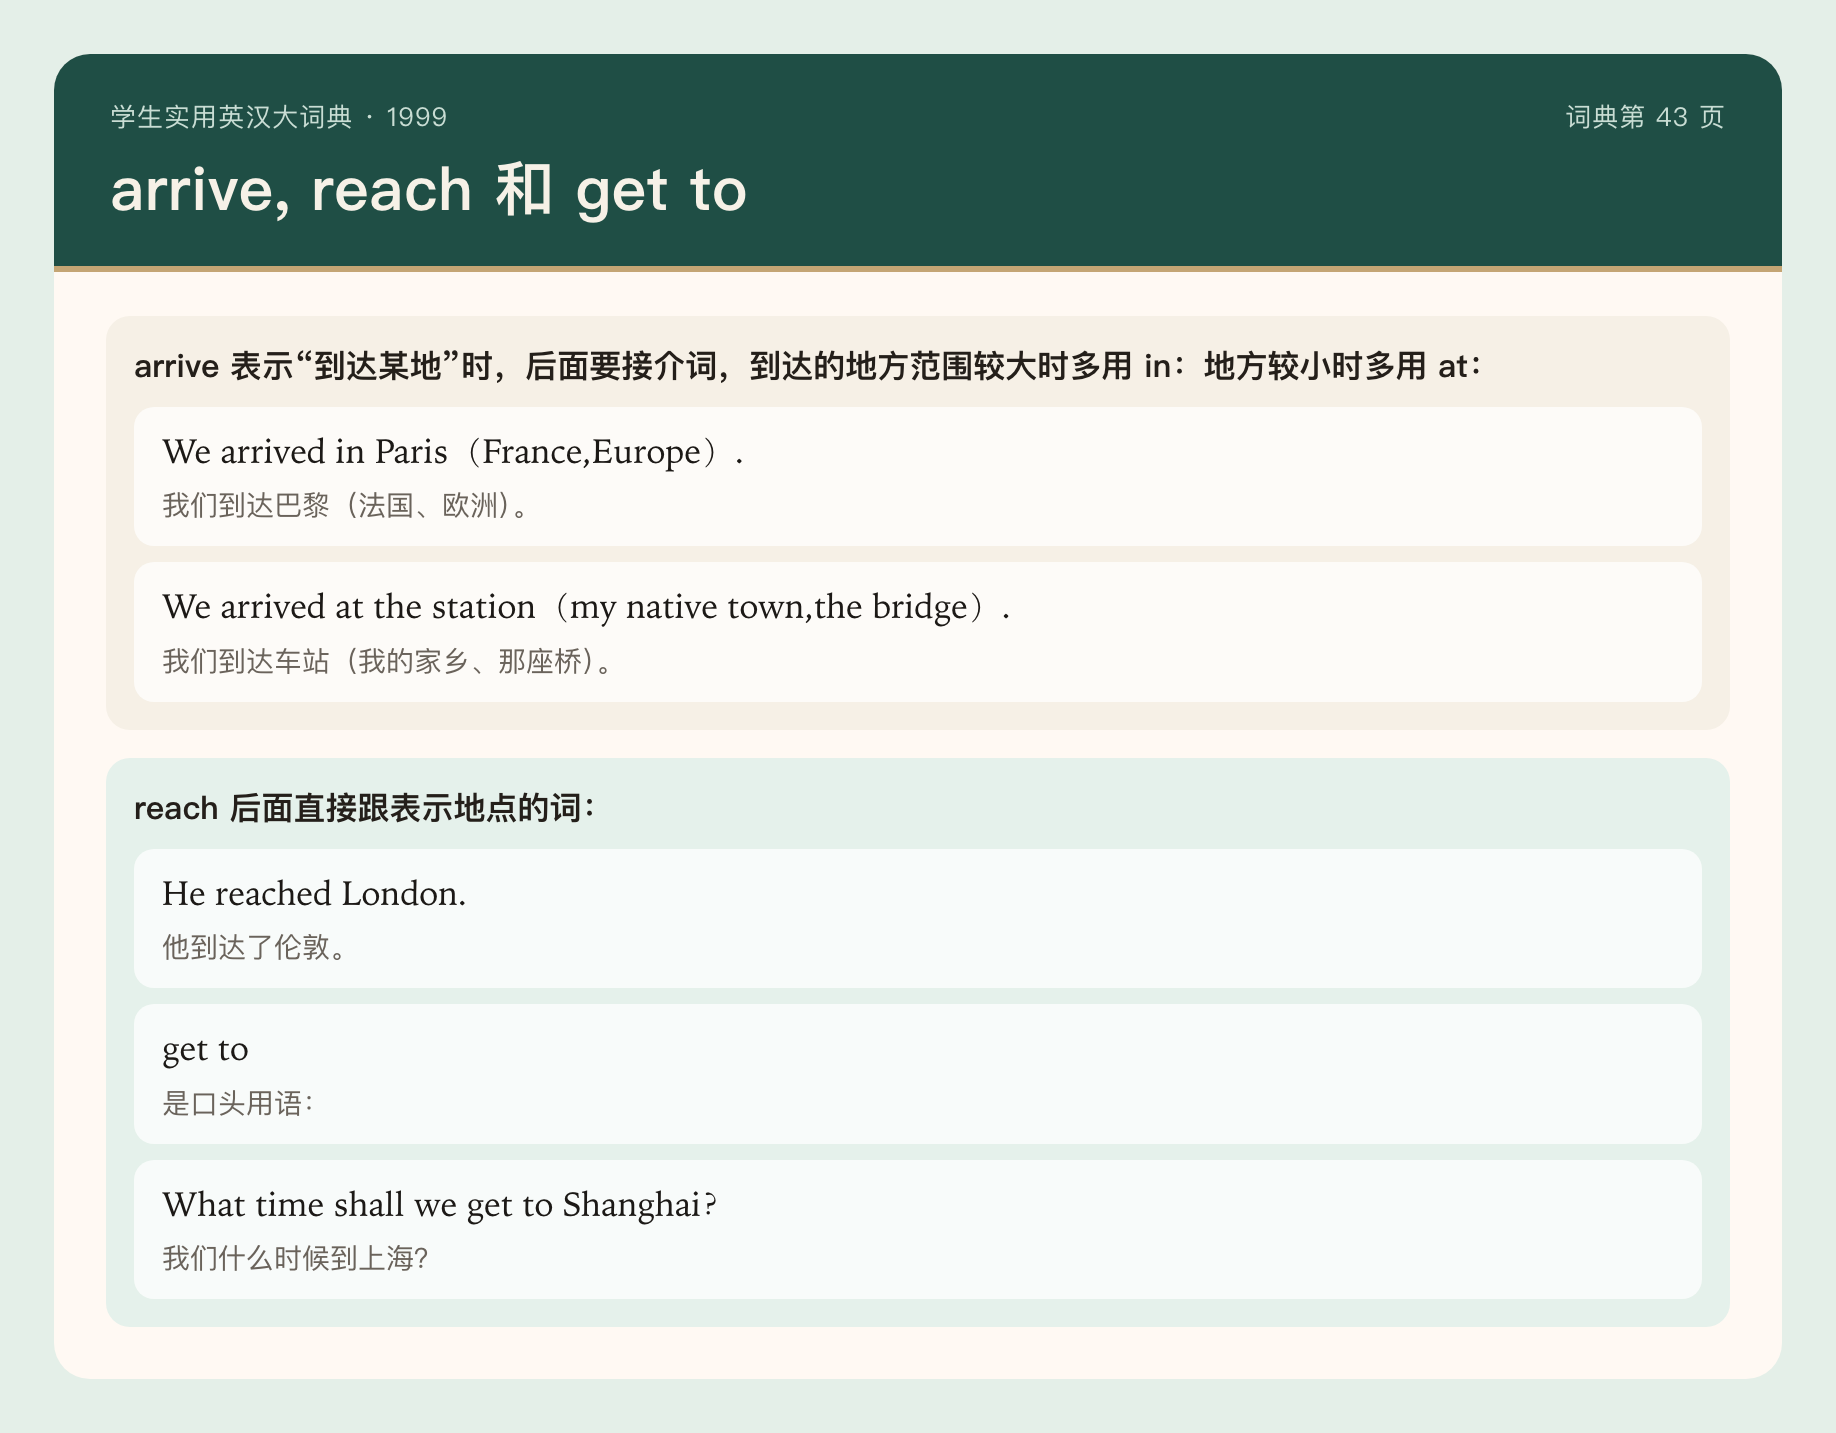 学生实用英汉大词典 · 1999
词典第 43 页
arrive, reach 和 get to
arrive 表示“到达某地”时，后面要接介词，到达的地方范围较大时多用 in：地方较小时多用 at：
We arrived in Paris（France,Europe）.
我们到达巴黎（法国、欧洲）。
We arrived at the station（my native town,the bridge）.
我们到达车站（我的家乡、那座桥）。
reach 后面直接跟表示地点的词：
He reached London.
他到达了伦敦。
get to
是口头用语：
What time shall we get to Shanghai?
我们什么时候到上海？